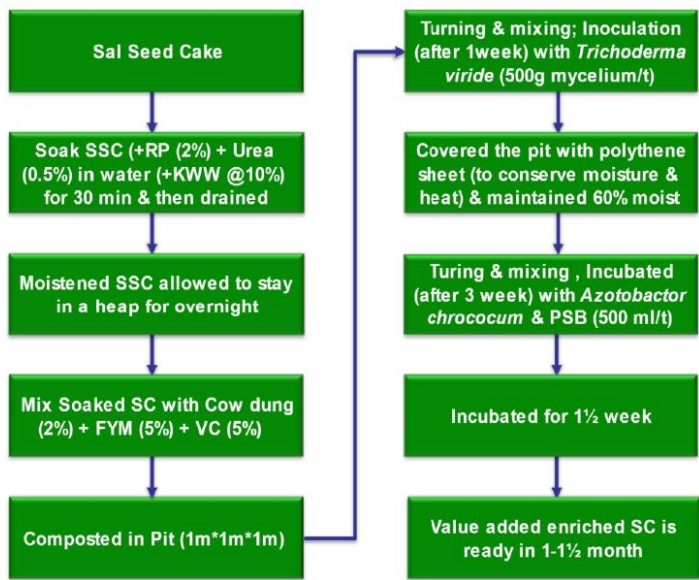 Sal Seed Cake
Soak SSC (+RP (2%) + Urea
(0.5%) in water (+KWW @10%)
for 30 min & then drained
Moistened SSC allowed to stay
in a heap for overnight
Mix Soaked SC with Cow dung
(2%) + FYM (5%) + VC (5%)
Composted in Pit (1m*1m*1m)
Turning & mixing; Inoculation
(after 1week) with Trichoderma
viride (500g mycelium/t)
Covered the pit with polythene
sheet (to conserve moisture &
heat) & maintained 60% moist
Turing & mixing , Incubated
(after 3 week) with Azotobactor
chrococum & PSB (500 ml/t)
Incubated for 1½ week
Value added enriched SC is
ready in 1-1½ month